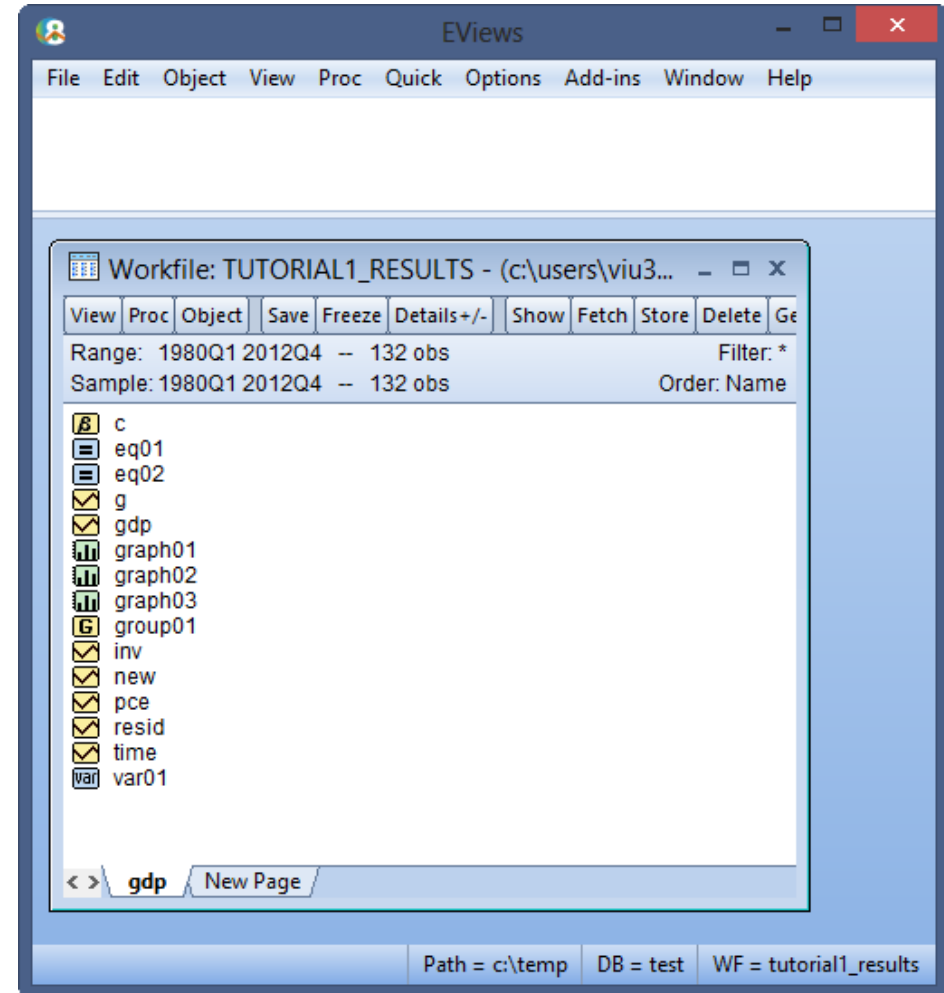 EViews
File Edit Object View Proc Quick Options Add-ins Window Help
Workfile: TUTORIAL1_RESULTS - (c:\users\viu3...
View Proc Object Save Freeze Details+/- Show Fetch Store Delete Ge
Range: 1980Q1 2012Q4 -- 132 obs Filter: *
Sample: 1980Q1 2012Q4 -- 132 obs Order: Name
β c
= eq01
= eq02
g
gdp
graph01
graph02
graph03
G group01
inv
new
pce
resid
time
var var01
< > gdp New Page
Path = c:\temp DB = test WF = tutorial1_results